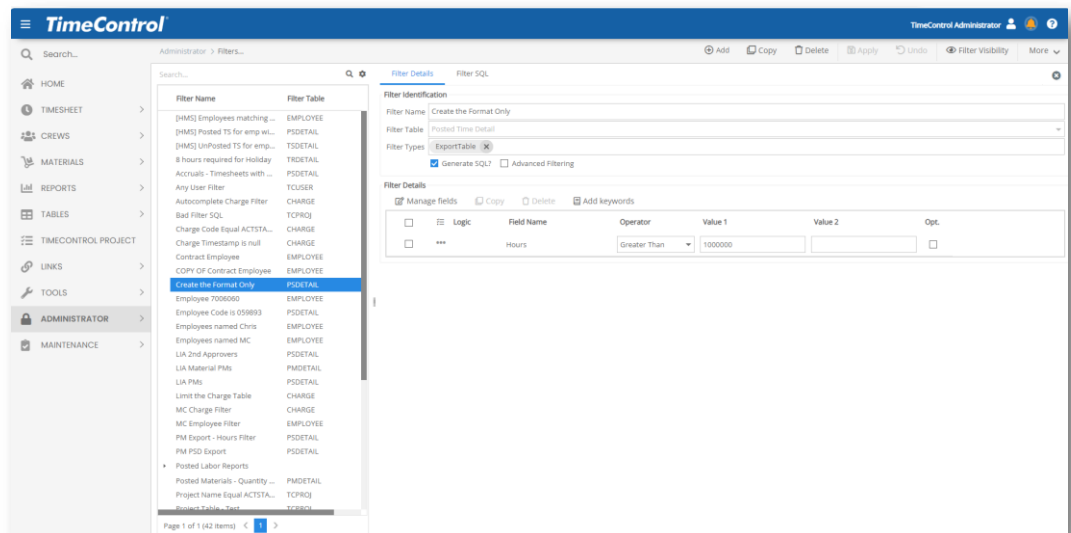 TimeControl
TimeControl Administrator
Search...
HOME
TIMESHEET
CREWS
MATERIALS
REPORTS
TABLES
TIMECONTROL PROJECT
LINKS
TOOLS
ADMINISTRATOR
MAINTENANCE
Administrator > Filters...
Add Copy Delete Apply Undo Filter Visibility More
Search...
Filter Name Filter Table
[HMS] Employees matching ... EMPLOYEE
[HMS] Posted TS for emp wi... PSDETAIL
[HMS] UnPosted TS for emp... TSDETAIL
8 hours required for Holiday TRDETAIL
Accruals - Timesheets with ... PSDETAIL
Any User Filter TCUSER
Autocomplete Charge Filter CHARGE
Bad Filter SQL TCPROJ
Charge Code Equal ACTSTA... CHARGE
Charge Timestamp is null CHARGE
Contract Employee EMPLOYEE
COPY OF Contract Employee EMPLOYEE
Create the Format Only PSDETAIL
Employee 7006060 EMPLOYEE
Employee Code is 059893 PSDETAIL
Employees named Chris EMPLOYEE
Employees named MC EMPLOYEE
LIA 2nd Approvers PSDETAIL
LIA Material PMs PMDETAIL
LIA PMs PSDETAIL
Limit the Charge Table CHARGE
MC Charge Filter CHARGE
MC Employee Filter EMPLOYEE
PM Export - Hours Filter PSDETAIL
PM PSD Export PSDETAIL
Posted Labor Reports
Posted Materials - Quantity ... PMDETAIL
Project Name Equal ACTSTA... TCPROJ
Project Table - Test TCPROJ
Page 1 of 1 (42 items) < 1 >
Filter Details Filter SQL
Filter Identification
Filter Name Create the Format Only
Filter Table Posted Time Detail
Filter Types ExportTable X
Generate SQL? Advanced Filtering
Filter Details
Manage fields Copy Delete Add keywords
Logic Field Name Operator Value 1 Value 2 Opt.
*** Hours Greater Than 1000000